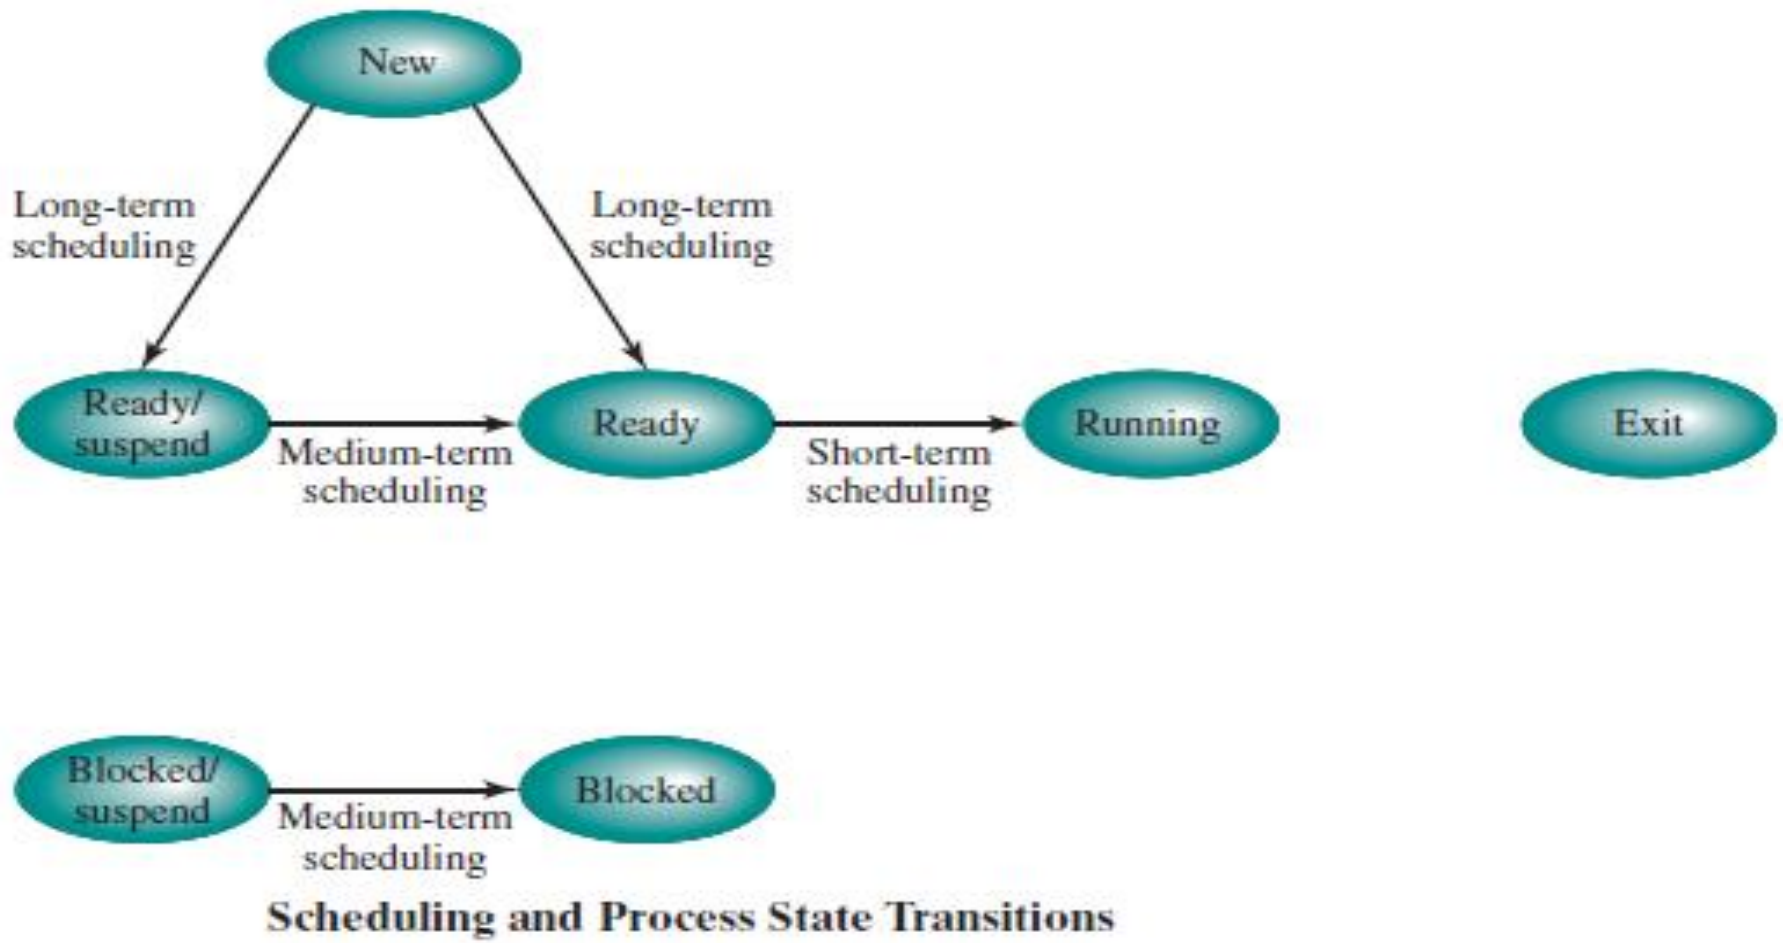 New
Long-term
scheduling
Long-term
scheduling
Ready/
suspend
Medium-term
scheduling
Ready
Short-term
scheduling
Running
Exit
Blocked/
suspend
Medium-term
scheduling
Blocked
Scheduling and Process State Transitions